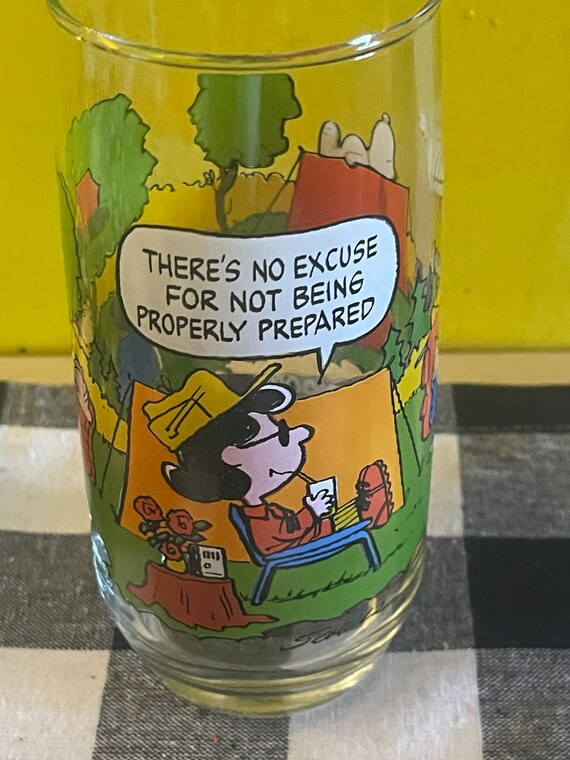 THERE'S NO EXCUSE
FOR NOT BEING
PROPERLY PREPARED